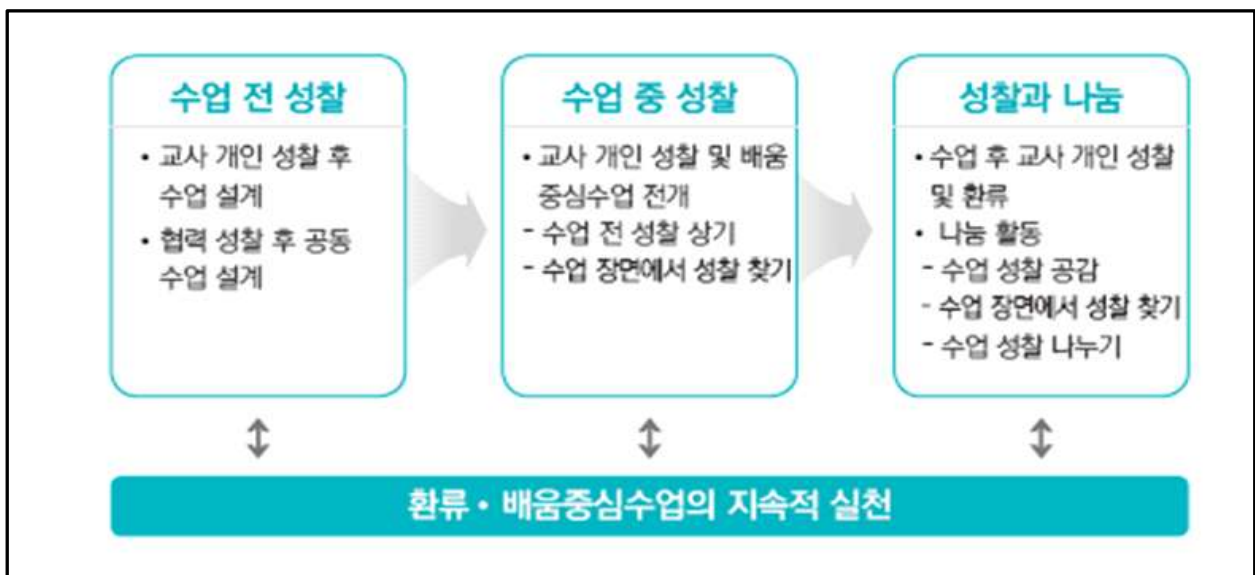 수업 전 성찰
• 교사 개인 성찰 후
수업 설계
• 협력 성찰 후 공동
수업 설계
수업 중 성찰
• 교사 개인 성찰 및 배움
중심수업 전개
- 수업 전 성찰 상기
- 수업 장면에서 성찰 찾기
성찰과 나눔
• 수업 후 교사 개인 성찰
및 환류
• 나눔 활동
- 수업 성찰 공감
- 수업 장면에서 성찰 찾기
- 수업 성찰 나누기
환류 • 배움중심수업의 지속적 실천